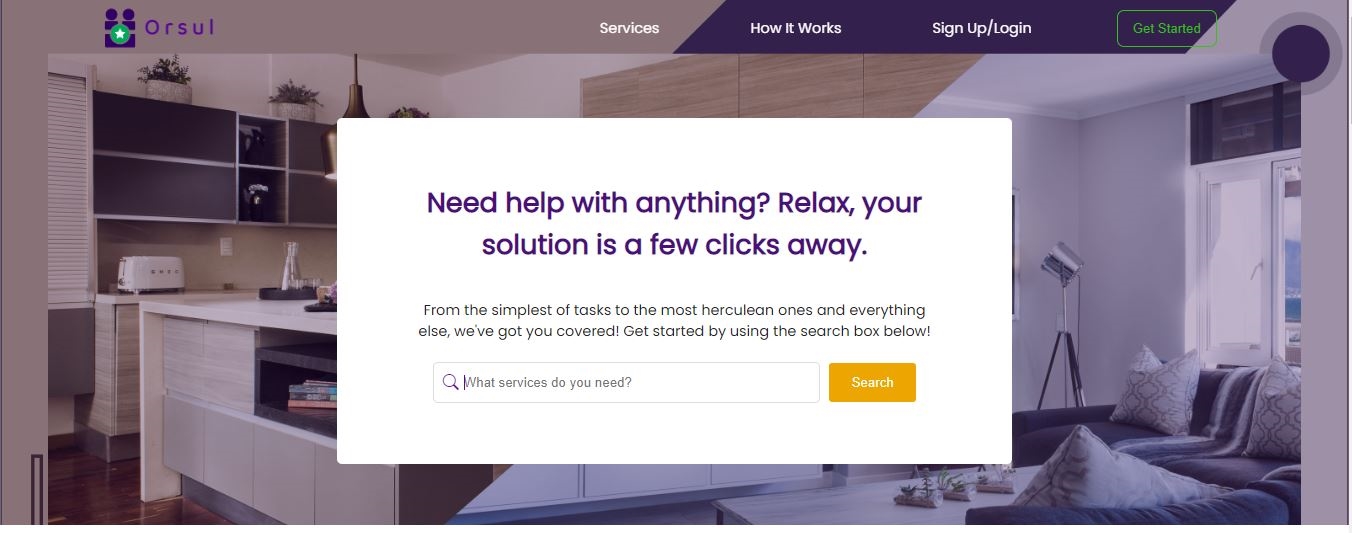 Orsul
Services
How It Works
Sign Up/Login
Get Started
Need help with anything? Relax, your
solution is a few clicks away.
From the simplest of tasks to the most herculean ones and everything
else, we've got you covered! Get started by using the search box below!
What services do you need?
Search
SMEG